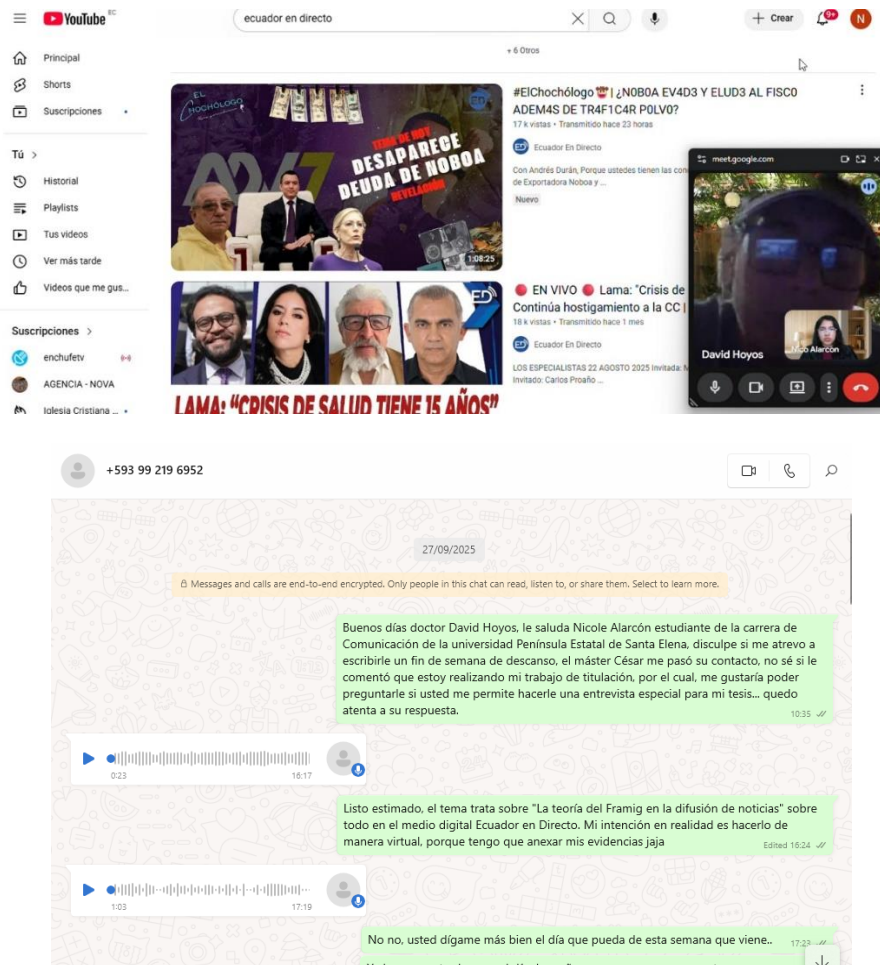 YouTube EC
ecuador en directo
Crear
9+
N
Principal
Shorts
Suscripciones
Tú >
Historial
Playlists
Tus videos
Ver más tarde
Videos que me gus...
Suscripciones >
enchufetv
AGENCIA - NOVA
Iglesia Cristiana ...
+ 6 Otros
EL CHOCHÓLOGO
ED
TEMA DE HOY
DESAPARECE
DEUDA DE NOBOA
REVELACIÓN
1:08:25
#ElChochólogo | ¿N0B0A EV4D3 Y ELUD3 AL FISC0
ADEM4S DE TR4F1C4R P0LV0?
17 k vistas • Transmitido hace 23 horas
Ecuador En Directo
Con Andrés Durán, Porque ustedes tienen las con
de Exportadora Noboa y ...
Nuevo
ED
LAMA: “CRISIS DE SALUD TIENE 15 AÑOS”
EN VIVO Lama: "Crisis de
Continúa hostigamiento a la CC |
18 k vistas • Transmitido hace 1 mes
Ecuador En Directo
LOS ESPECIALISTAS 22 AGOSTO 2025 Invitada: M
Invitado: Carlos Proaño ...
meet.google.com
David Hoyos
Nico Alarcón
+593 99 219 6952
27/09/2025
Messages and calls are end-to-end encrypted. Only people in this chat can read, listen to, or share them. Select to learn more.
Buenos días doctor David Hoyos, le saluda Nicole Alarcón estudiante de la carrera de
Comunicación de la universidad Península Estatal de Santa Elena, disculpe si me atrevo a
escribirle un fin de semana de descanso, el máster César me pasó su contacto, no sé si le
comentó que estoy realizando mi trabajo de titulación, por el cual, me gustaría poder
preguntarle si usted me permite hacerle una entrevista especial para mi tesis... quedo
atenta a su respuesta.
10:35
0:23
16:17
Listo estimado, el tema trata sobre "La teoría del Framig en la difusión de noticias" sobre
todo en el medio digital Ecuador en Directo. Mi intención en realidad es hacerlo de
manera virtual, porque tengo que anexar mis evidencias jaja
Edited 16:24
1:03
17:19
No no, usted dígame más bien el día que pueda de esta semana que viene..
17:23